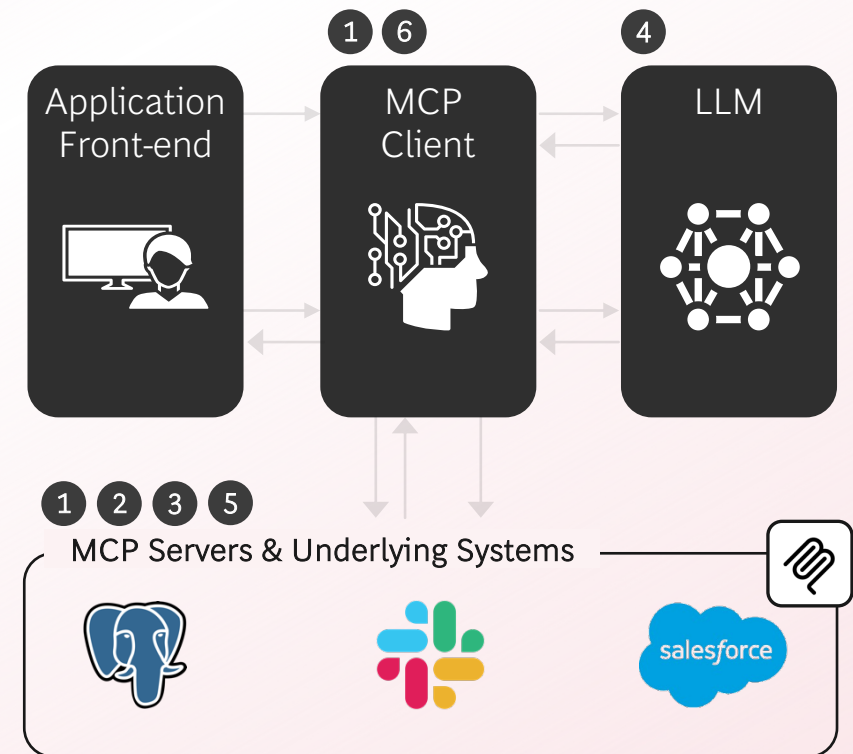 1 6
4
Application
Front-end
MCP
Client
LLM
1 2 3 5
MCP Servers & Underlying Systems
salesforce